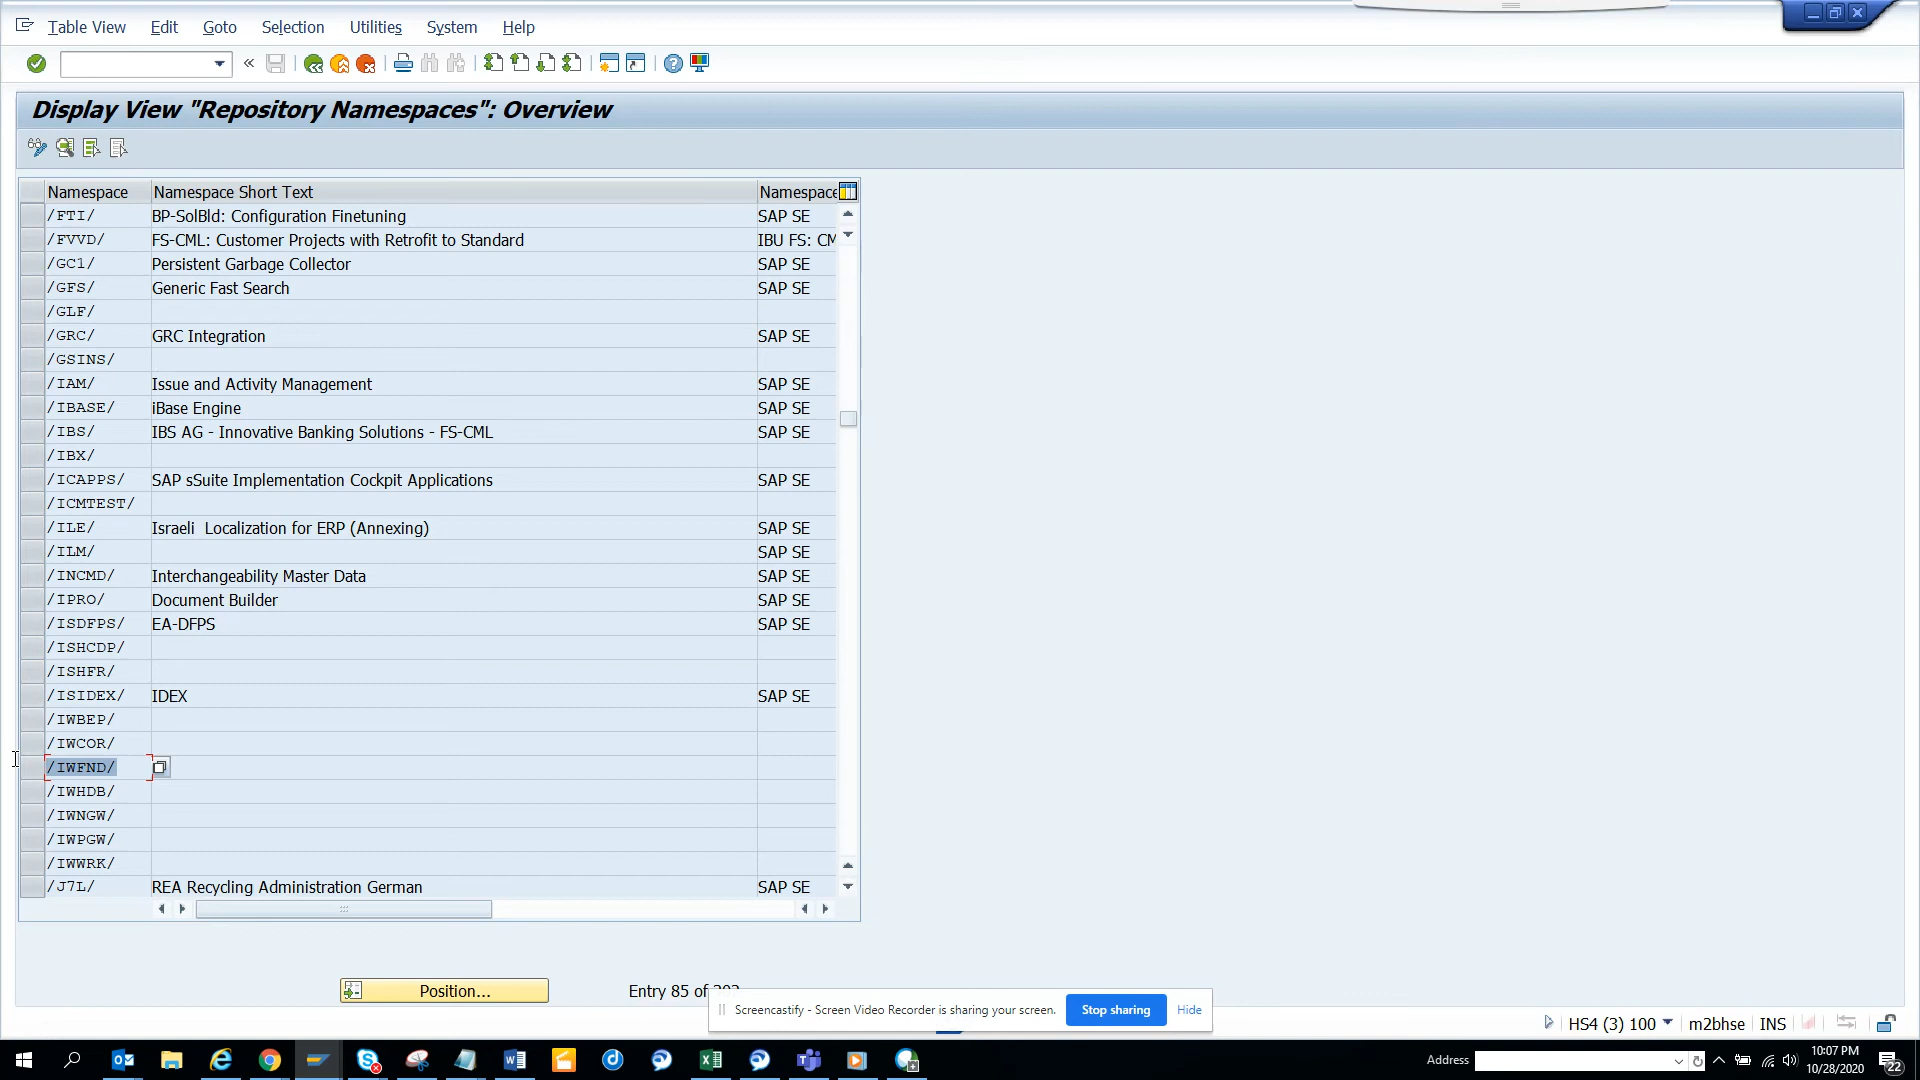 Table View Edit Goto Selection Utilities System Help
Display View "Repository Namespaces": Overview
Namespace Namespace Short Text Namespace
/FTI/ BP-SolBld: Configuration Finetuning SAP SE
/FVVD/ FS-CML: Customer Projects with Retrofit to Standard IBU FS: CM
/GC1/ Persistent Garbage Collector SAP SE
/GFS/ Generic Fast Search SAP SE
/GLF/
/GRC/ GRC Integration SAP SE
/GSINS/
/IAM/ Issue and Activity Management SAP SE
/IBASE/ iBase Engine SAP SE
/IBS/ IBS AG - Innovative Banking Solutions - FS-CML SAP SE
/IBX/
/ICAPPS/ SAP sSuite Implementation Cockpit Applications SAP SE
/ICMTEST/
/ILE/ Israeli  Localization for ERP (Annexing) SAP SE
/ILM/ SAP SE
/INCMD/ Interchangeability Master Data SAP SE
/IPRO/ Document Builder SAP SE
/ISDFPS/ EA-DFPS SAP SE
/ISHCDP/
/ISHFR/
/ISIDEX/ IDEX SAP SE
/IWBEP/
/IWCOR/
/IWFND/
/IWHDB/
/IWNGW/
/IWPGW/
/IWWRK/
/J7L/ REA Recycling Administration German SAP SE
Position... Entry 85 of
Screencastify - Screen Video Recorder is sharing your screen. Stop sharing Hide
HS4 (3) 100 m2bhse INS
Address
10:07 PM
10/28/2020
22